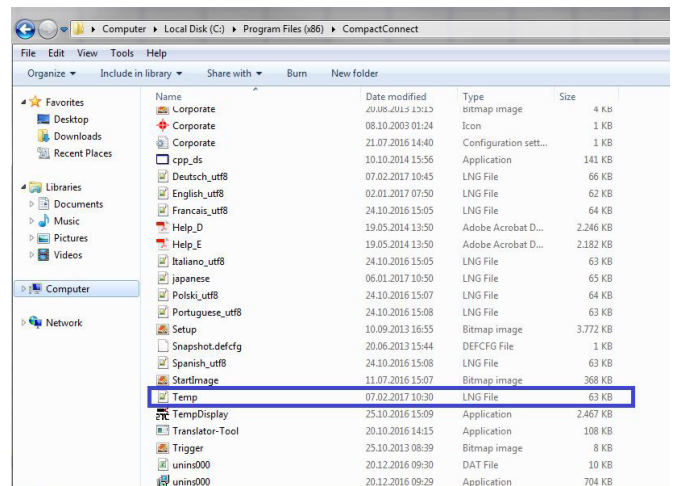 Computer ▸ Local Disk (C:) ▸ Program Files (x86) ▸ CompactConnect
File Edit View Tools Help
Organize Include in library Share with Burn New folder
Favorites
Desktop
Downloads
Recent Places
Libraries
Documents
Music
Pictures
Videos
Computer
Network
Name Date modified Type Size
Corporate 20.08.2013 15:15 Bitmap image 4 KB
Corporate 08.10.2003 01:24 Icon 1 KB
Corporate 21.07.2016 14:40 Configuration sett... 1 KB
cpp_ds 10.10.2014 15:56 Application 141 KB
Deutsch_utf8 07.02.2017 10:45 LNG File 66 KB
English_utf8 02.01.2017 07:50 LNG File 62 KB
Francais_utf8 24.10.2016 15:05 LNG File 64 KB
Help_D 19.05.2014 13:50 Adobe Acrobat D... 2.246 KB
Help_E 19.05.2014 13:50 Adobe Acrobat D... 2.182 KB
Italiano_utf8 24.10.2016 15:05 LNG File 63 KB
japanese 06.01.2017 10:50 LNG File 65 KB
Polski_utf8 24.10.2016 15:07 LNG File 64 KB
Portuguese_utf8 24.10.2016 15:08 LNG File 63 KB
Setup 10.09.2013 16:55 Bitmap image 3.772 KB
Snapshot.defcfg 20.06.2013 15:44 DEFCFG File 1 KB
Spanish_utf8 24.10.2016 15:08 LNG File 63 KB
StartImage 11.07.2016 15:07 Bitmap image 368 KB
Temp 07.02.2017 10:30 LNG File 63 KB
TempDisplay 25.10.2016 15:09 Application 2.467 KB
Translator-Tool 20.10.2016 14:15 Application 108 KB
Trigger 25.10.2013 08:39 Bitmap image 8 KB
unins000 20.12.2016 09:30 DAT File 10 KB
unins000 20.12.2016 09:29 Application 704 KB